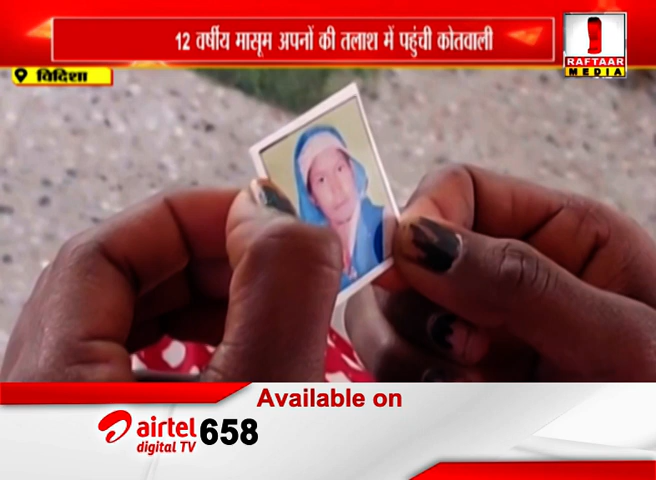 12 वर्षीय मासूम अपनों की तलाश में पहुंची कोतवाली
RAFTAAR
MEDIA
विदिशा
Available on
airtel 658
digital TV